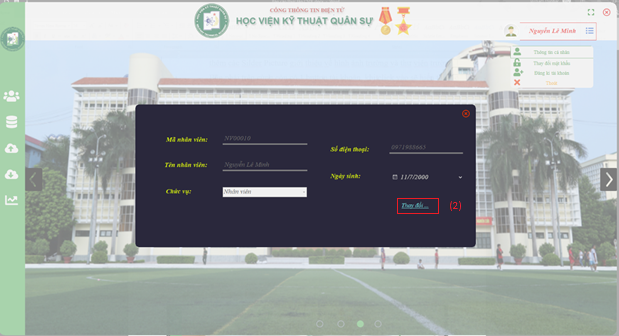 CỔNG THÔNG TIN ĐIỆN TỬ
HỌC VIỆN KỸ THUẬT QUÂN SỰ
Nguyễn Lê Minh
Thông tin cá nhân
Thay đổi mật khẩu
Đăng ký tài khoản
Thoát
Mã nhân viên:
NV00010
Số điện thoại:
Tên nhân viên:
Nguyễn Lê Minh
Ngày sinh:
11/7/2000
Chức vụ:
Nhân viên
Thay đổi ...
(2)